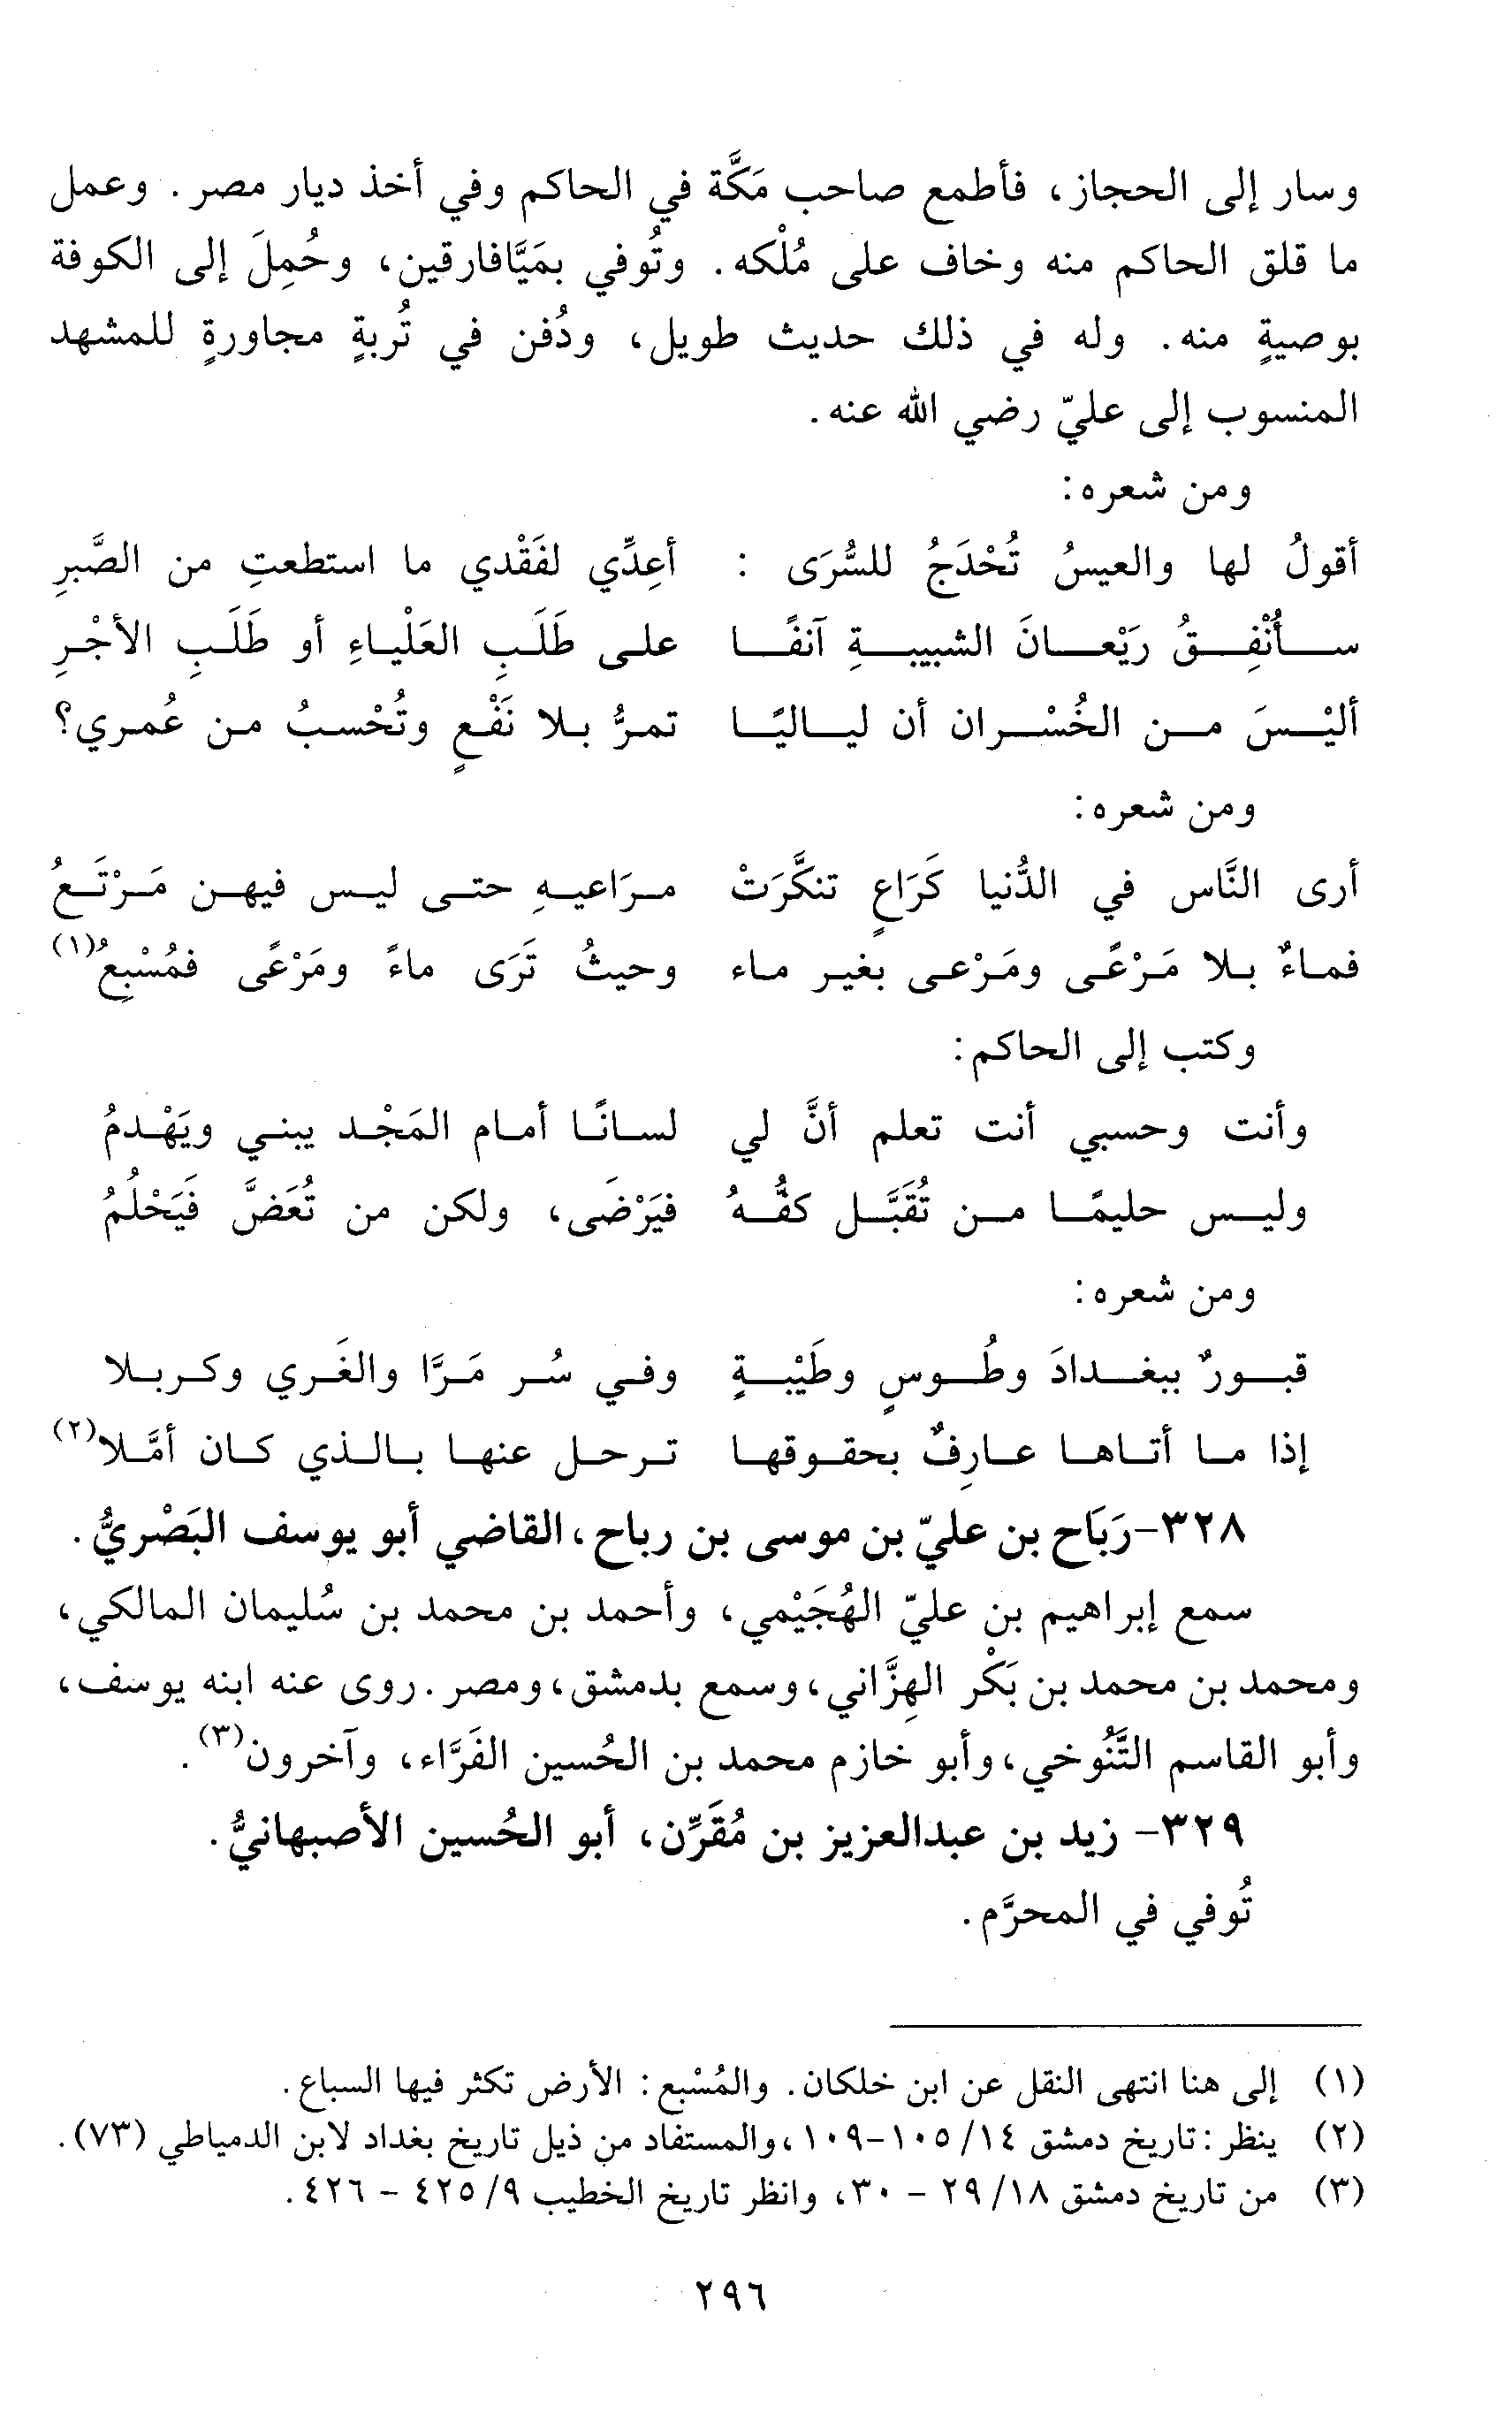 وسار إلى الحجاز، فأطمع صاحب مَكَّة في الحاكم وفي أخذ ديار مصر. وعمل
ما قلق الحاكم منه وخاف على مُلْكه. وتُوفي بمَيَّافارقين، وحُمِلَ إلى الكوفة
بوصيةٍ منه. وله في ذلك حديث طويل، ودُفن في تُربةٍ مجاورةٍ للمشهد
المنسوب إلى عليّ رضي الله عنه.
ومن شعره:
أقولُ لها والعيسُ تُحْدَجُ للسُّرَى : أعِدِّي لفَقْدي ما استطعتِ من الصَّبرِ
سأُنْفِقُ رَيْعانَ الشبيبةِ آنفًا على طَلَبِ العَلْياءِ أو طَلَبِ الأجْرِ
أليْسَ من الخُسْران أن لياليًا تمرُّ بلا نَفْعٍ وتُحْسبُ من عُمري؟
ومن شعره:
أرى النَّاس في الدُّنيا كَرَاعٍ تنكَّرَتْ مرَاعيهِ حتى ليس فيهن مَرْتَعُ
فماءٌ بلا مَرْعًى ومَرْعى بغير ماء وحيثُ تَرَى ماءً ومَرْعًى فمُسْبِعُ(١)
وكتب إلى الحاكم:
وأنت وحسبي أنت تعلم أنَّ لي لسانًا أمام المَجْد يبني ويَهْدمُ
وليس حليمًا من تُقَبَّل كفُّهُ فيَرْضَى، ولكن من تُعَضَّ فَيَحْلُمُ
ومن شعره:
قبورٌ ببغدادَ وطُوسٍ وطَيْبةٍ وفي سُر مَرَّا والغَري وكربلا
إذا ما أتاها عارِفٌ بحقوقها ترحل عنها بالذي كان أمَّلا(٢)
٣٢٨-رَبَاح بن عليّ بن موسى بن رباح، القاضي أبو يوسف البَصْريُّ.
سمع إبراهيم بن عليّ الهُجَيْمي، وأحمد بن محمد بن سُليمان المالكي،
ومحمد بن محمد بن بَكْر الهِزَّاني، وسمع بدمشق، ومصر. روى عنه ابنه يوسف،
وأبو القاسم التَّنُوخي، وأبو خازم محمد بن الحُسين الفَرَّاء، وآخرون(٣).
٣٢٩- زيد بن عبدالعزيز بن مُقَرِّن، أبو الحُسين الأصبهانيُّ.
تُوفي في المحرَّم.
(١) إلى هنا انتهى النقل عن ابن خلكان. والمُسْبع: الأرض تكثر فيها السباع.
(٢) ينظر: تاريخ دمشق ١٤/ ١٠٥-١٠٩، والمستفاد من ذيل تاريخ بغداد لابن الدمياطي (٧٣).
(٣) من تاريخ دمشق ١٨/ ٢٩ - ٣٠، وانظر تاريخ الخطيب ٩/ ٤٢٥ - ٤٢٦.
٢٩٦